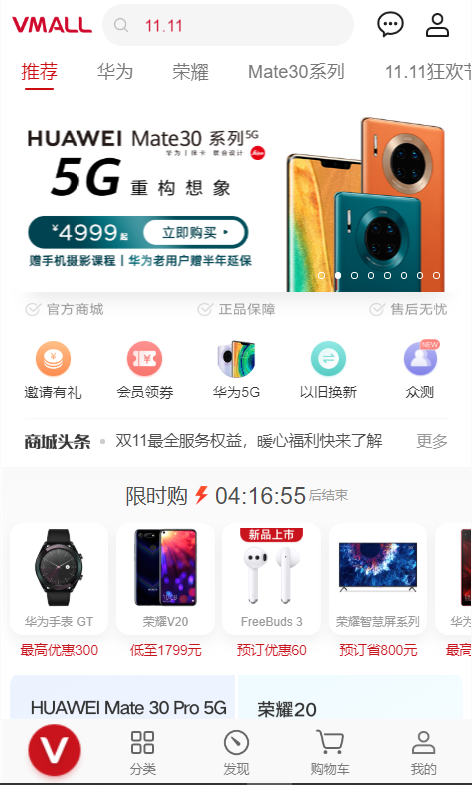 VMALL
11.11
推荐 华为 荣耀 Mate30系列 11.11狂欢节
HUAWEI Mate30 系列5G
华为 | 徕卡 联合设计
5G 重构想象
¥4999起 立即购买
赠手机摄影课程 | 华为老用户赠半年延保
官方商城 正品保障 售后无忧
NEW
邀请有礼 会员领券 华为5G 以旧换新 众测
商城头条 双11最全服务权益，暖心福利快来了解 更多
限时购 04:16:55 后结束
新品上市
华为手表 GT 荣耀V20 FreeBuds 3 荣耀智慧屏系列 华为
最高优惠300 低至1799元 预订优惠60 预订省800元 最高
HUAWEI Mate 30 Pro 5G 荣耀20
V
分类 发现 购物车 我的